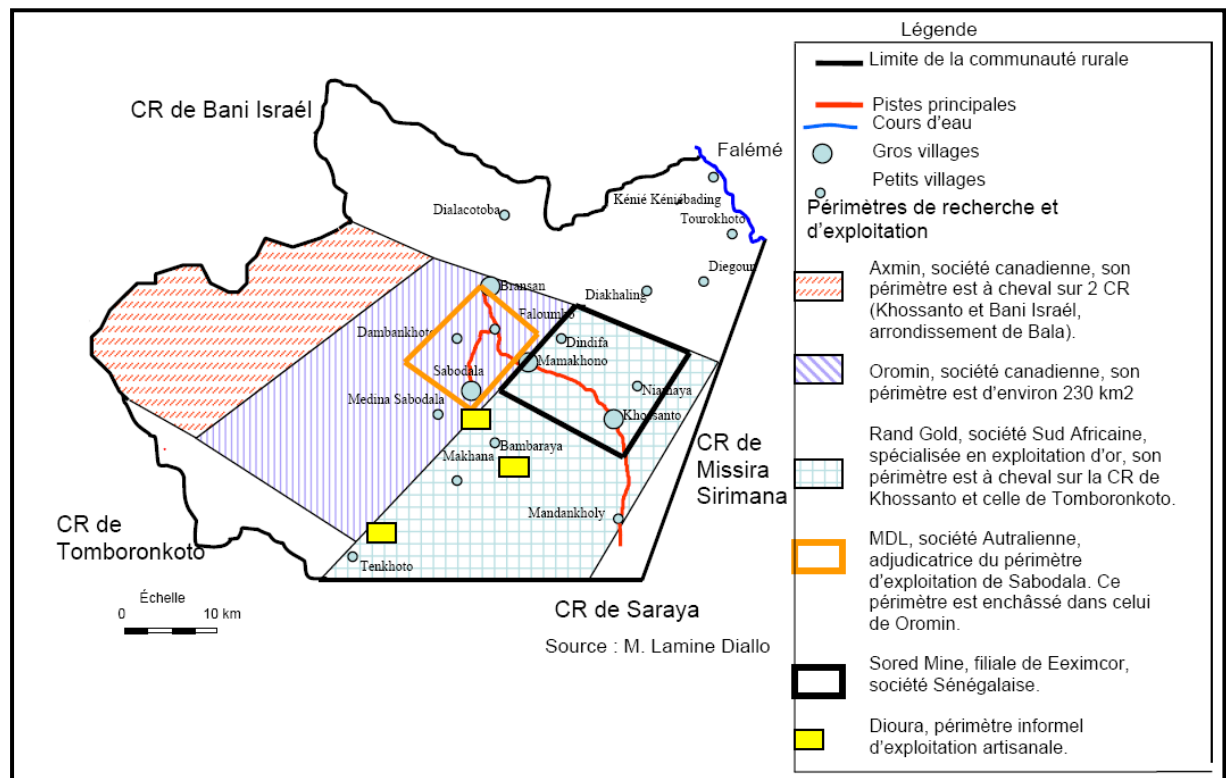 Légende
Limite de la communauté rurale
Pistes principales
Cours d'eau
Gros villages
Petits villages
Périmètres de recherche et
d'exploitation
Axmin, société canadienne, son
périmètre est à cheval sur 2 CR
(Khossanto et Bani Israél,
arrondissement de Bala).
Oromin, société canadienne, son
périmètre est d'environ 230 km2
Rand Gold, société Sud Africaine,
spécialisée en exploitation d'or, son
périmètre est à cheval sur la CR de
Khossanto et celle de Tomboronkoto.
MDL, société Autralienne,
adjudicatrice du périmètre
d'exploitation de Sabodala. Ce
périmètre est enchâssé dans celui
de Oromin.
Sored Mine, filiale de Eeximcor,
société Sénégalaise.
Dioura, périmètre informel
d'exploitation artisanale.
CR de Bani Israél
Falémé
Kénié Kéniébading
Dialacotoba
Tourokhoto
Diegoun
Bransan
Diakhaling
Faloumbo
Dambankhoto
Dindifa
Mamakhono
Sabodala
Niamaya
Medina Sabodala
Khossanto
Bambaraya
Makhana
CR de
Missira
Sirimana
Mandankholy
CR de
Tomboronkoto
Tenkhoto
Échelle
0 10 km
CR de Saraya
Source : M. Lamine Diallo